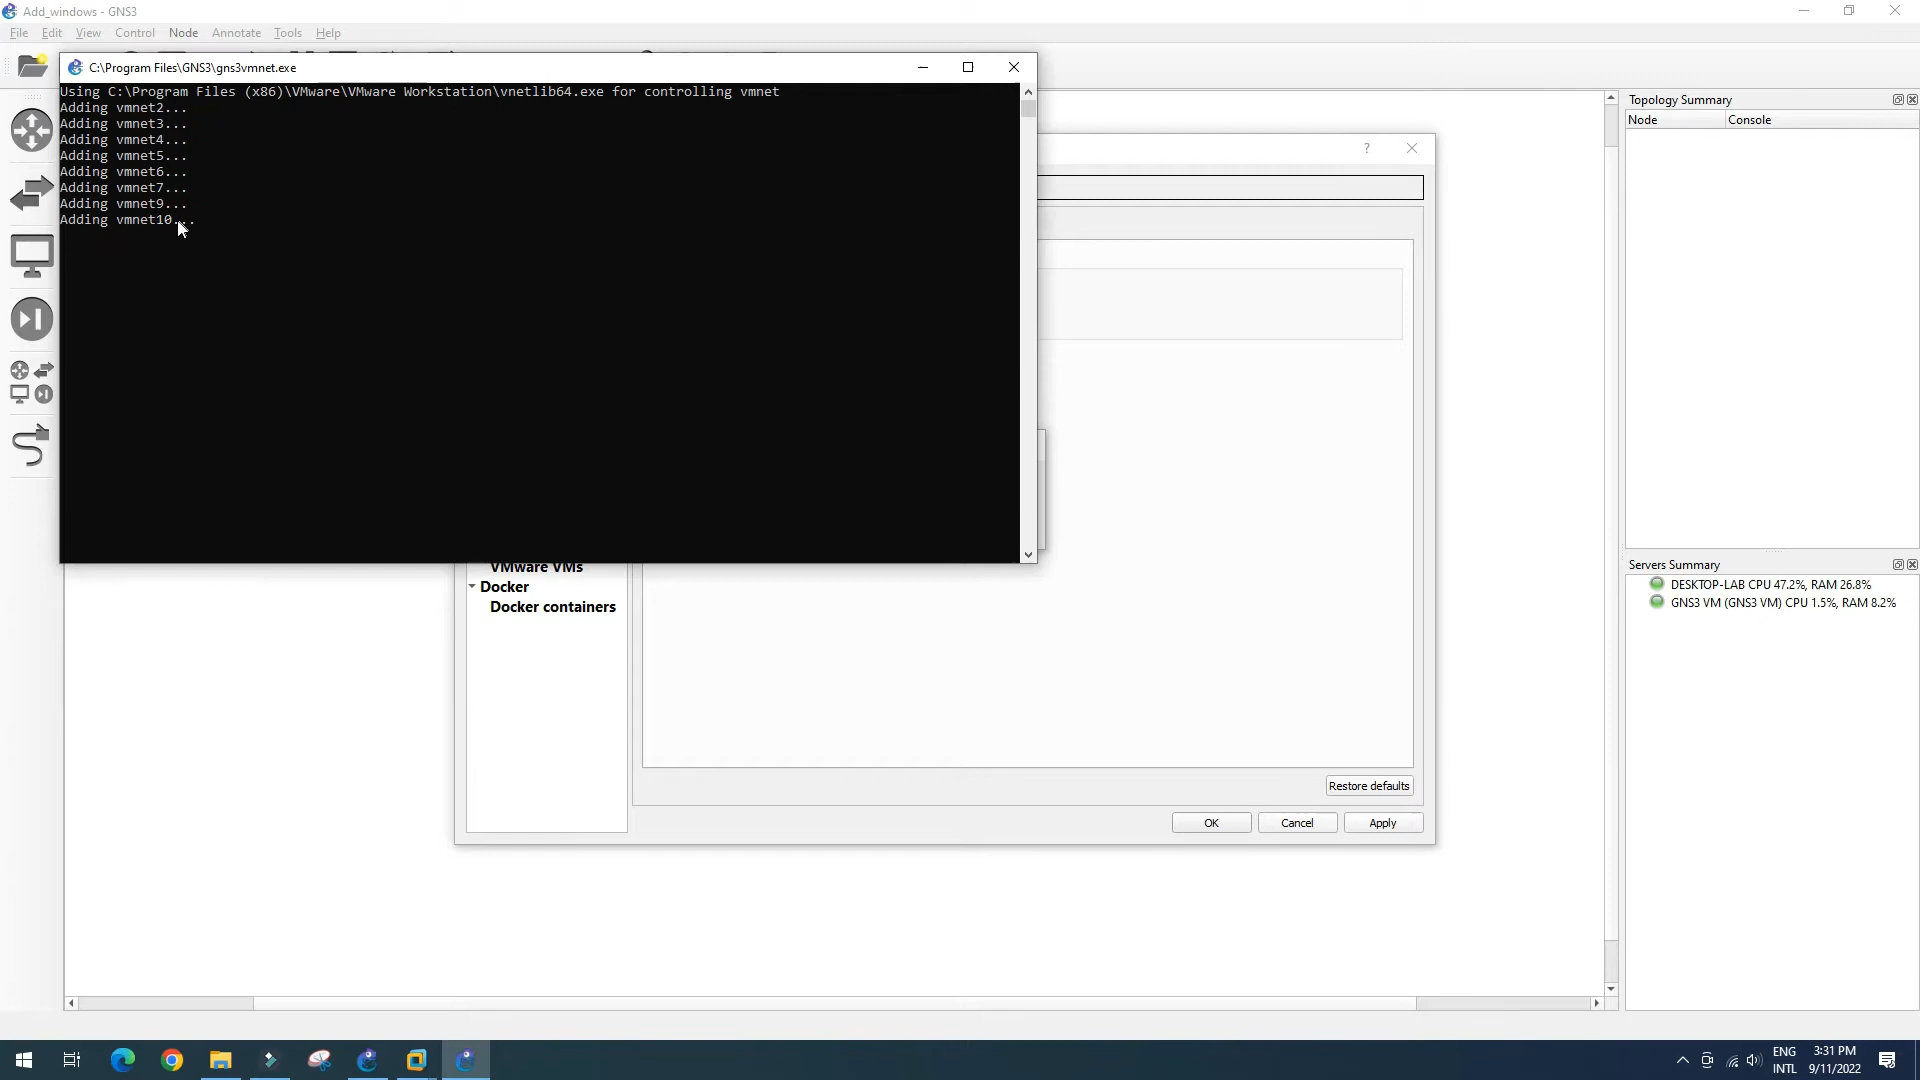 Add_windows - GNS3
File Edit View Control Node Annotate Tools Help
C:\Program Files\GNS3\gns3vmnet.exe
Using C:\Program Files (x86)\VMware\VMware Workstation\vnetlib64.exe for controlling vmnet
Adding vmnet2...
Adding vmnet3...
Adding vmnet4...
Adding vmnet5...
Adding vmnet6...
Adding vmnet7...
Adding vmnet9...
Adding vmnet10...
VMware VMs
Docker
Docker containers
Restore defaults
OK Cancel Apply
Topology Summary
Node Console
Servers Summary
DESKTOP-LAB CPU 47.2%, RAM 26.8%
GNS3 VM (GNS3 VM) CPU 1.5%, RAM 8.2%
ENG
INTL
3:31 PM
9/11/2022